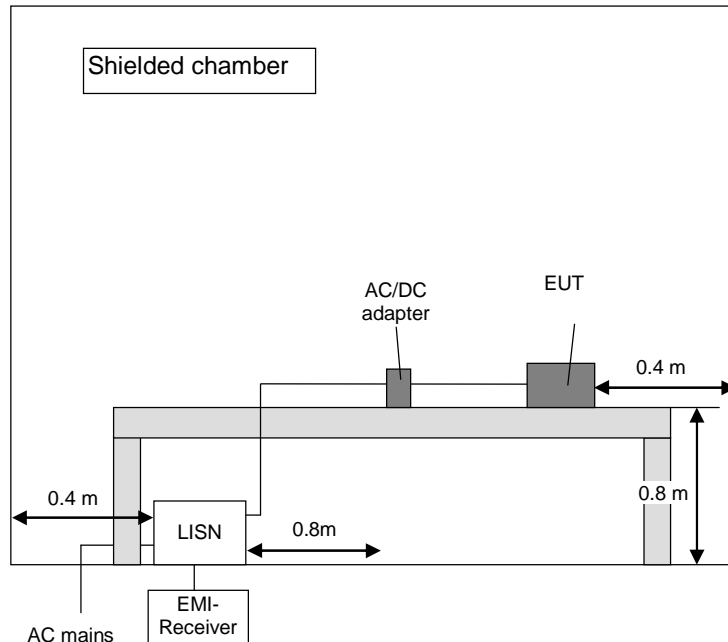 Shielded chamber
AC/DC
adapter
EUT
0.4 m
0.4 m
0.8 m
LISN
0.8m
EMI-
Receiver
AC mains